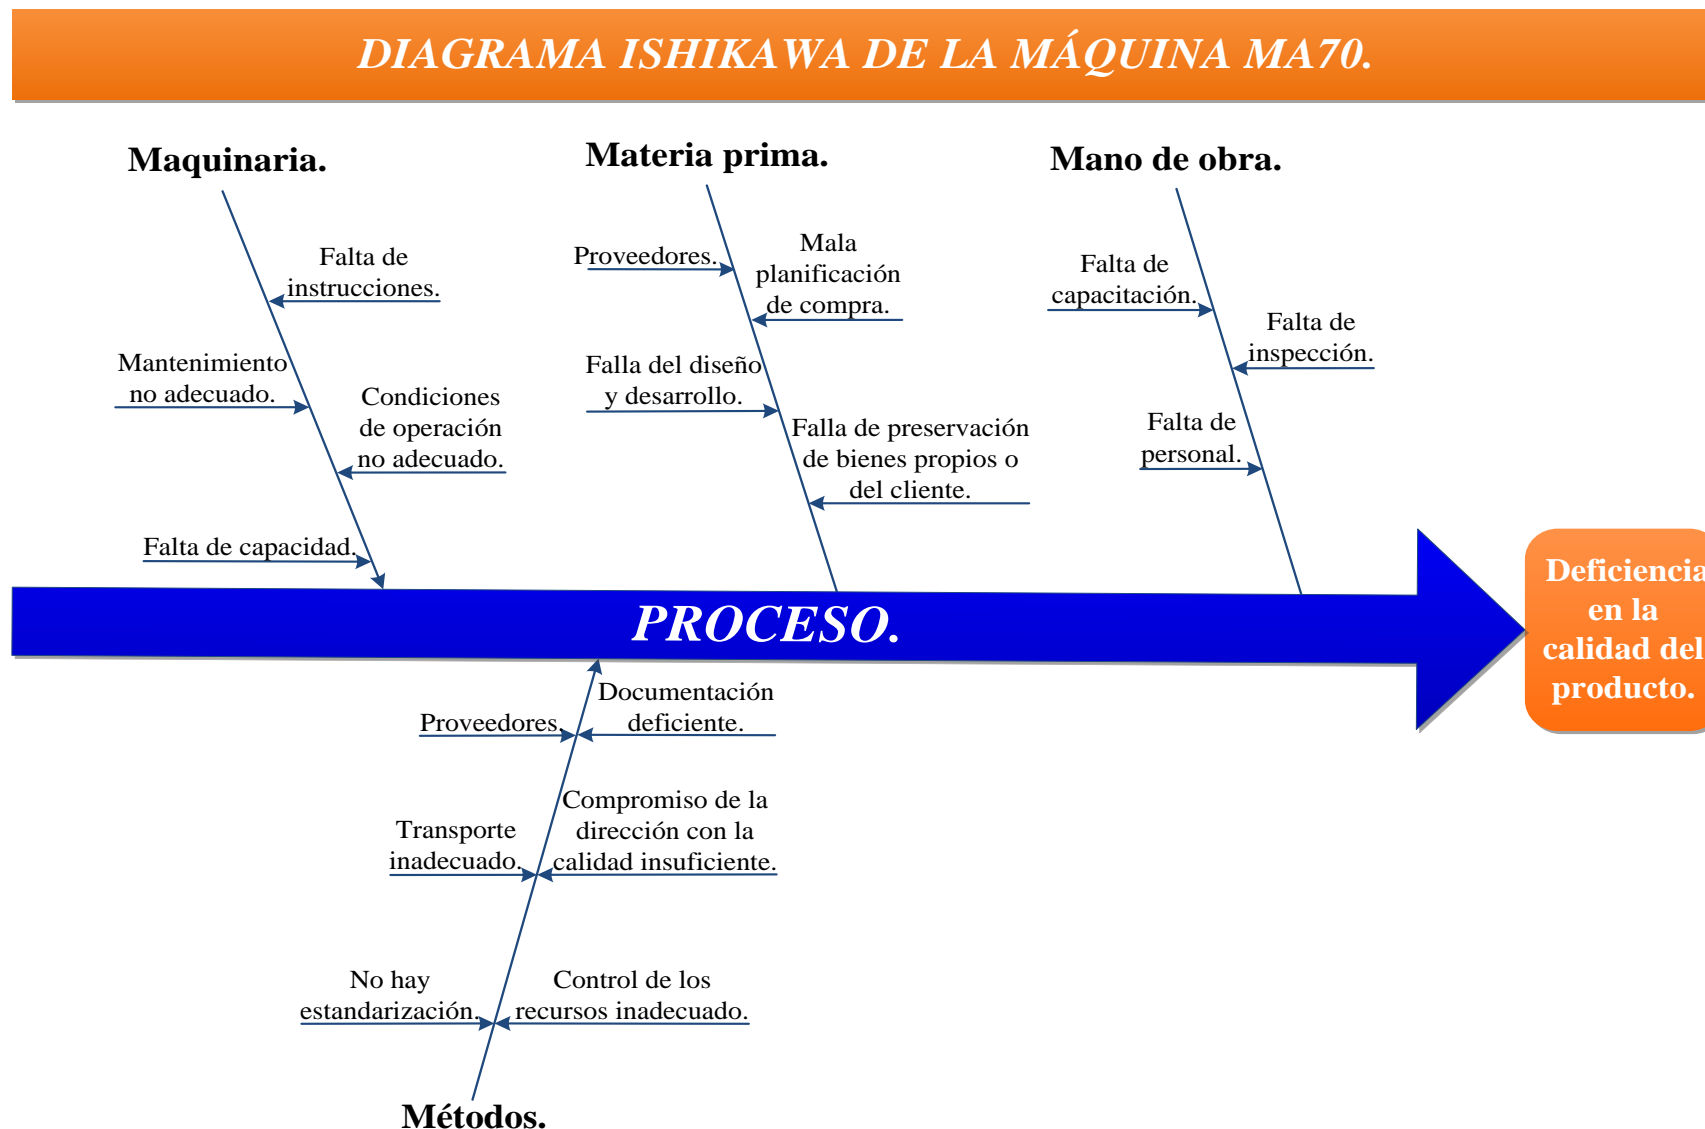 DIAGRAMA ISHIKAWA DE LA MÁQUINA MA70.
Maquinaria.
Materia prima.
Mano de obra.
Falta de
instrucciones.
Mantenimiento
no adecuado.
Condiciones
de operación
no adecuado.
Falta de capacidad.
Proveedores.
Mala
planificación
de compra.
Falla del diseño
y desarrollo.
Falla de preservación
de bienes propios o
del cliente.
Falta de
capacitación.
Falta de
inspección.
Falta de
personal.
PROCESO.
Deficiencia
en la
calidad del
producto.
Proveedores.
Documentación
deficiente.
Transporte
inadecuado.
Compromiso de la
dirección con la
calidad insuficiente.
No hay
estandarización.
Control de los
recursos inadecuado.
Métodos.